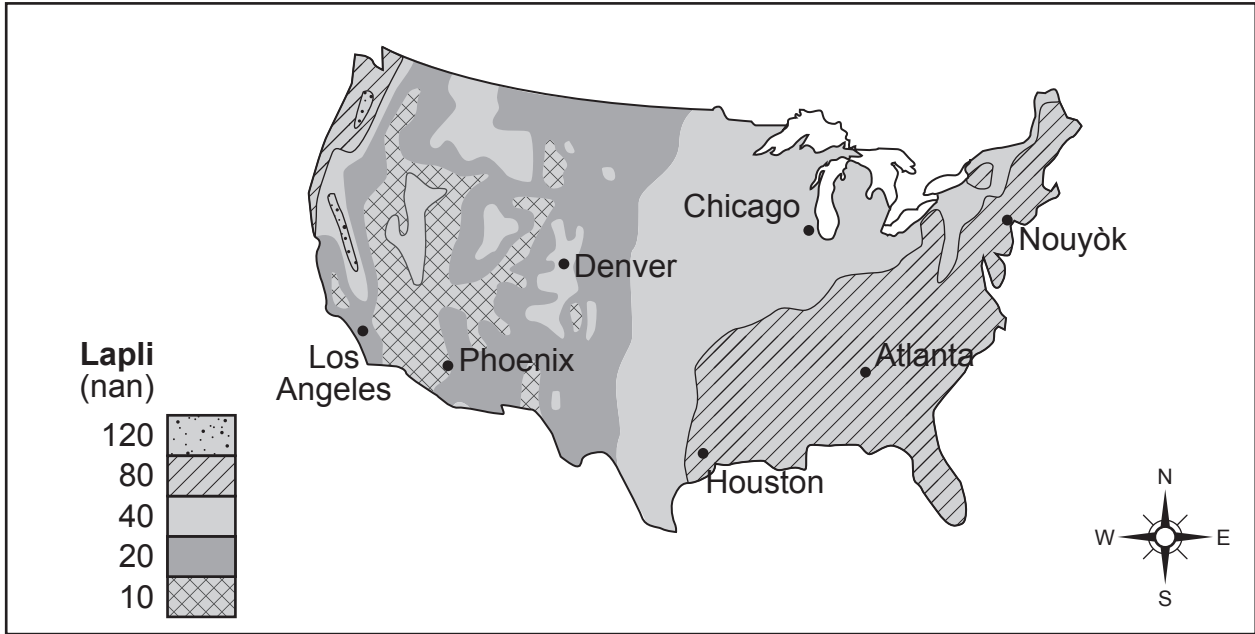 Chicago
Nouyòk
Denver
Atlanta
Phoenix
Los
Angeles
Houston
Lapli
(nan)
120
80
40
20
10
N
W E
S